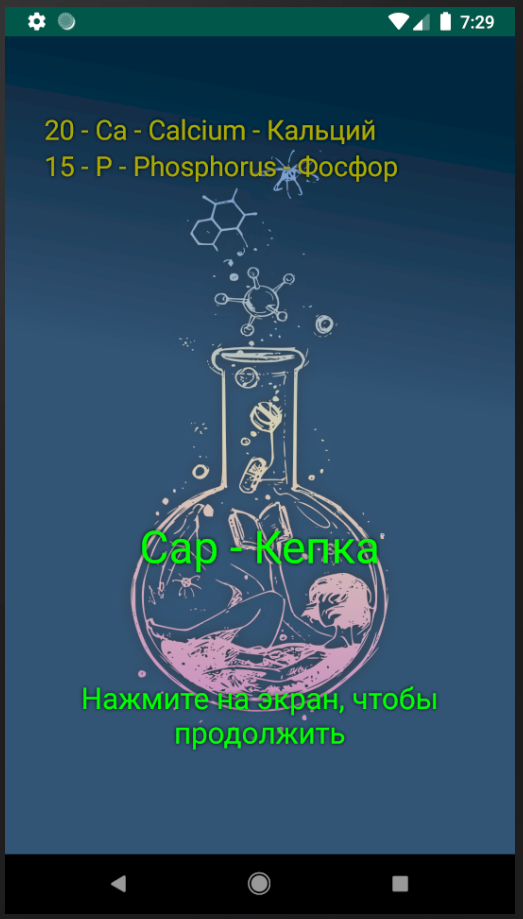 7:29
20 - Ca - Calcium - Кальций
15 - P - Phosphorus - Фосфор
Cap - Кепка
Нажмите на экран, чтобы
продолжить